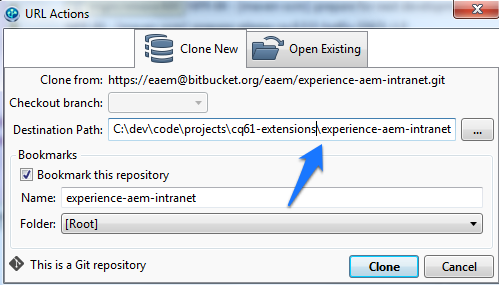 URL Actions
Clone New
Open Existing
Clone from: https://eaem@bitbucket.org/eaem/experience-aem-intranet.git
Checkout branch:
Destination Path: C:\dev\code\projects\cq61-extensions\experience-aem-intranet ...
Bookmarks
Bookmark this repository
Name: experience-aem-intranet
Folder: [Root]
This is a Git repository
Clone
Cancel